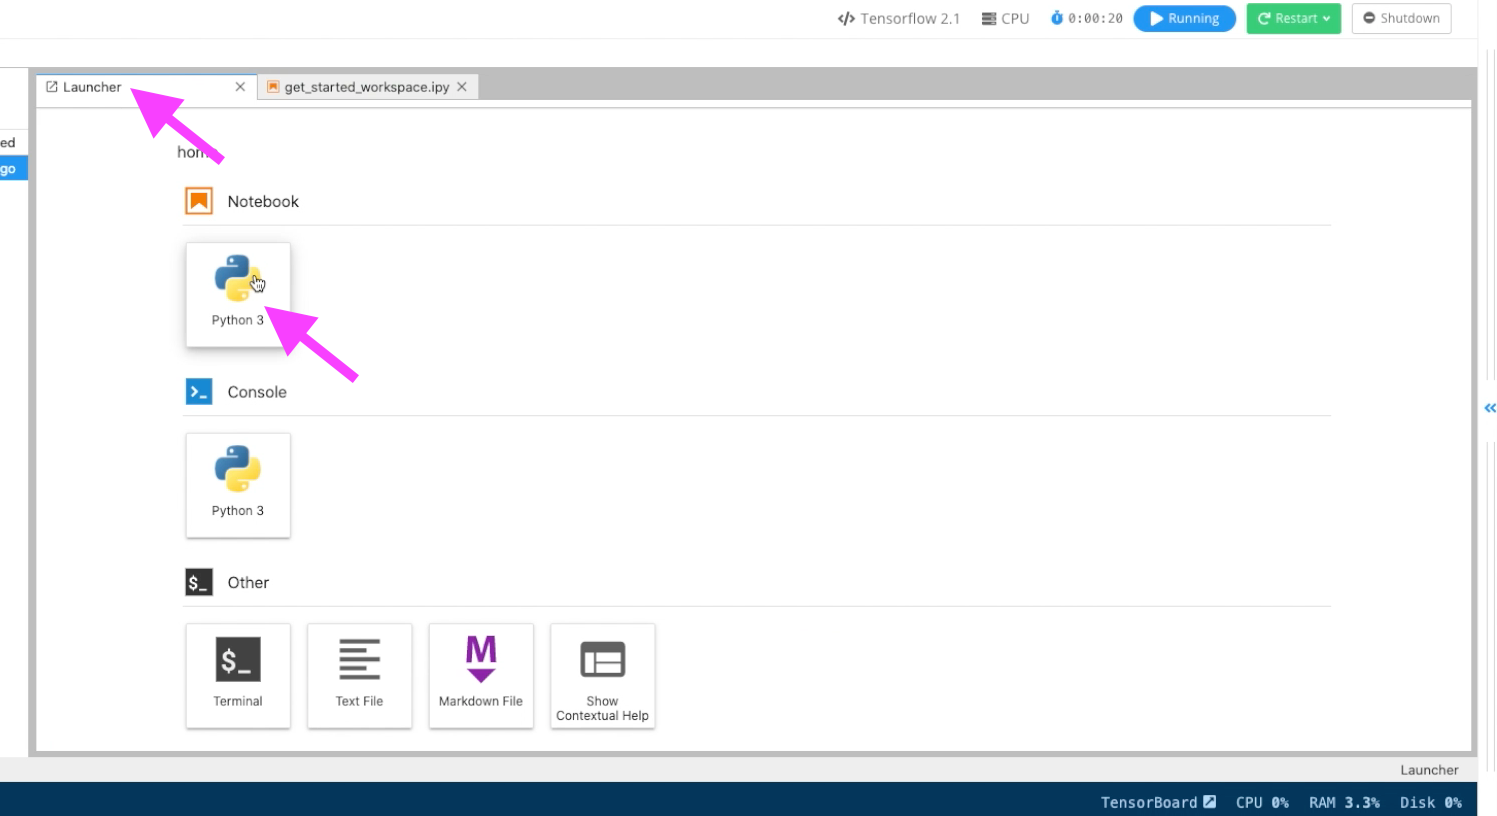 Tensorflow 2.1 CPU 0:00:20 Running Restart Shutdown
Launcher get_started_workspace.ipy
ed
go
Notebook
Python 3
Console
Python 3
$_ Other
$_
Terminal Text File Markdown File Show
Contextual Help
Launcher
TensorBoard CPU 0% RAM 3.3% Disk 0%